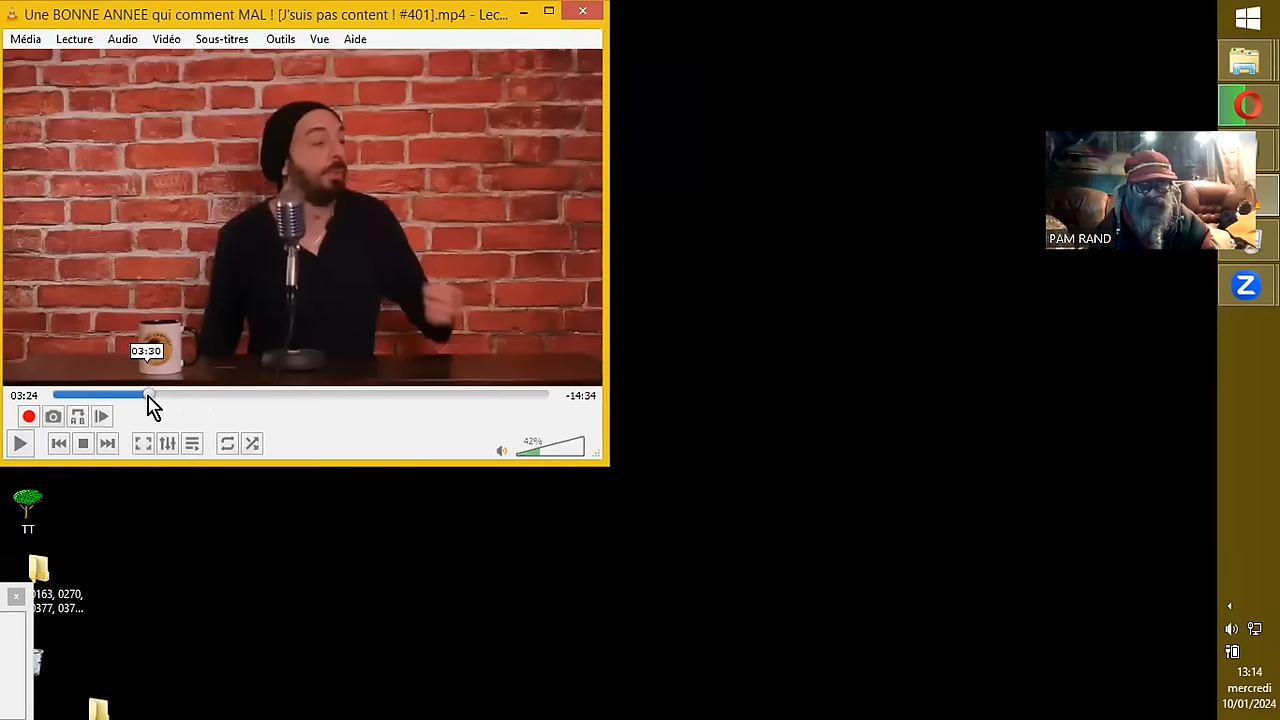 Une BONNE ANNEE qui comment MAL ! [J'suis pas content ! #401].mp4 - Lec...
Média Lecture Audio Vidéo Sous-titres Outils Vue Aide
PAM RAND
03:30
03:24
-14:34
A B
42%
TT
0163, 0270,
0377, 037...
x
Z
13:14
mercredi
10/01/2024